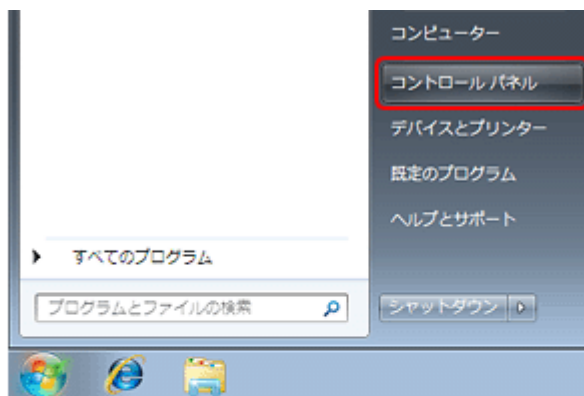 コンピューター
コントロール パネル
デバイスとプリンター
既定のプログラム
ヘルプとサポート
すべてのプログラム
プログラムとファイルの検索
シャットダウン